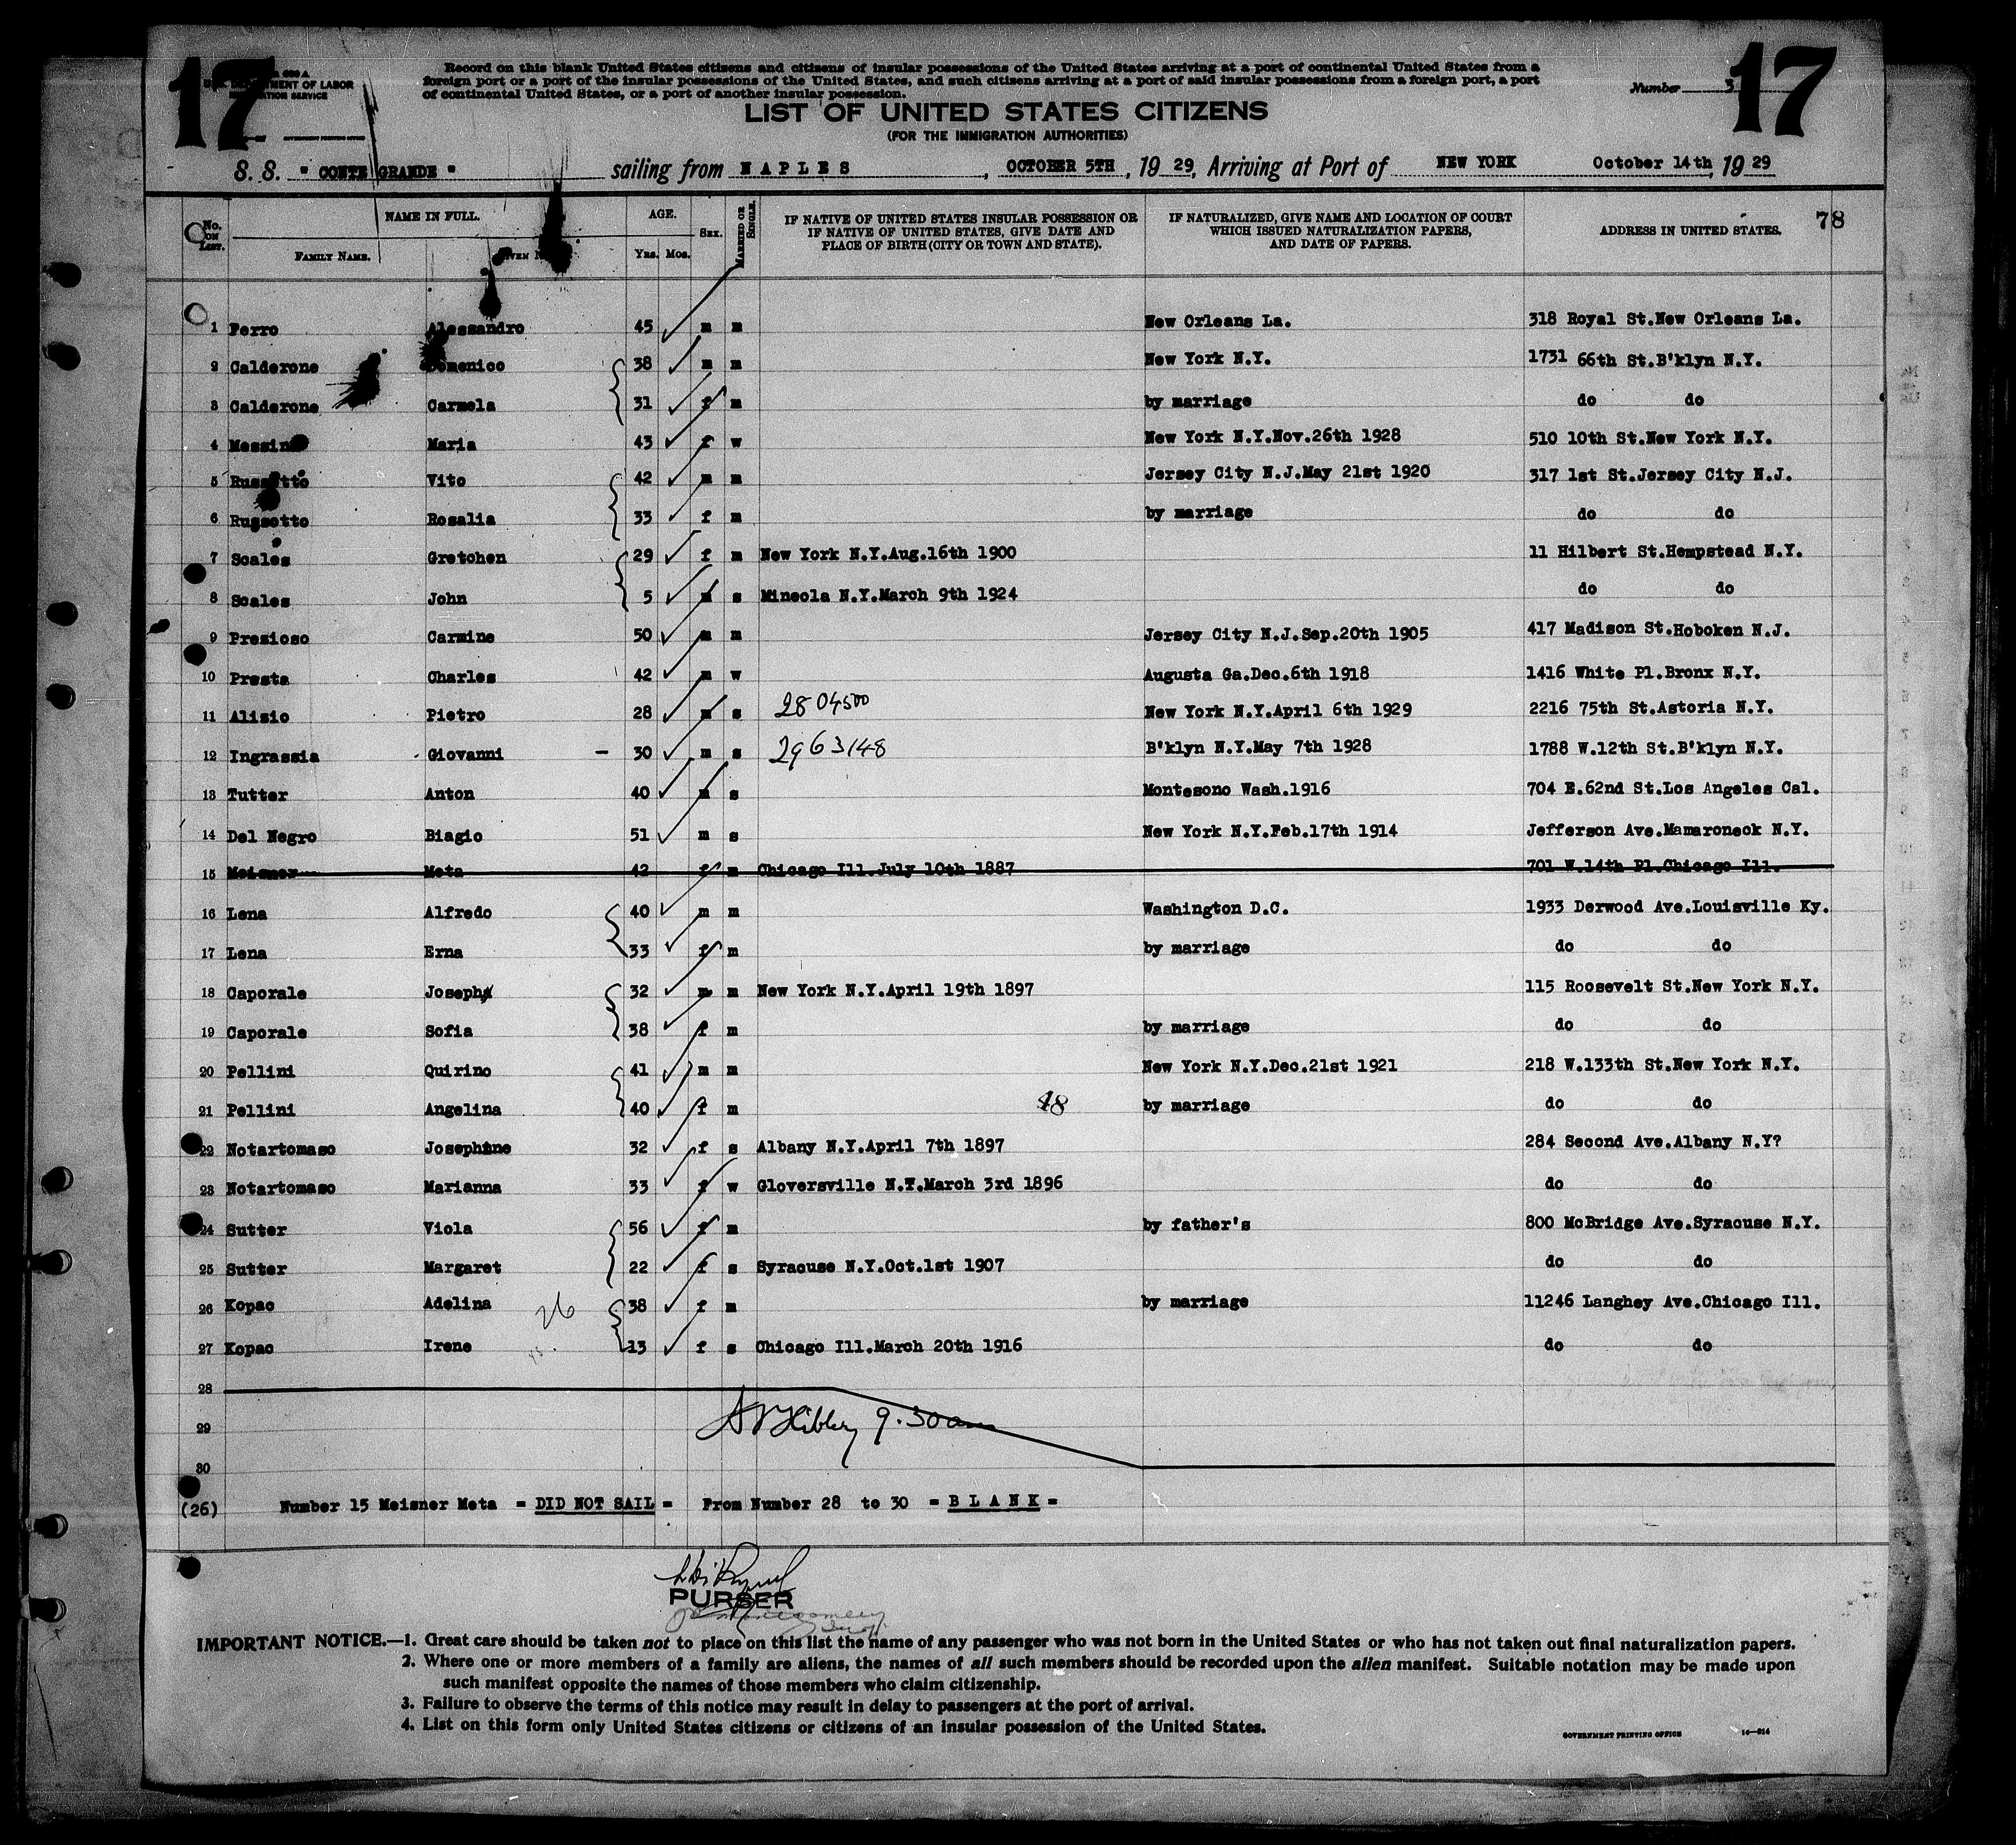 17
17
Record on this blank United States citizens and citizens of insular possessions of the United States arriving at a port of continental United States from a
foreign port or a port of the insular possessions of the United States, and such citizens arriving at a port of said insular possessions from a foreign port, a port
of continental United States, or a port of another insular possession.
MENT OF LABOR
Number 3
LIST OF UNITED STATES CITIZENS
(FOR THE IMMIGRATION AUTHORITIES)
S. S. " CONTE GRANDE " sailing from NAPLES, OCTOBER 5TH, 19 29, Arriving at Port of NEW YORK October 14th, 19 29
No. ON LIST. NAME IN FULL. FAMILY NAME. AGE. Yrs. Mos. SEX. MARRIED OR SINGLE. IF NATIVE OF UNITED STATES INSULAR POSSESSION OR IF NATIVE OF UNITED STATES, GIVE DATE AND PLACE OF BIRTH (CITY OR TOWN AND STATE). IF NATURALIZED, GIVE NAME AND LOCATION OF COURT WHICH ISSUED NATURALIZATION PAPERS, AND DATE OF PAPERS. ADDRESS IN UNITED STATES. 78
1 Ferro Alessandro 45 m m New Orleans La. 318 Royal St.New Orleans La.
2 Calderone Domenico 38 m m New York N.Y. 1731 66th St.B'klyn N.Y.
3 Calderone Carmela 31 f m by marriage do do
4 Messina Maria 43 f w New York N.Y.Nov.26th 1928 510 10th St.New York N.Y.
5 Russotto Vito 42 m m Jersey City N.J.May 21st 1920 317 1st St.Jersey City N.J.
6 Russotto Rosalia 33 f m by marriage do do
7 Scales Gretchen 29 f m New York N.Y.Aug.16th 1900 11 Hilbert St.Hempstead N.Y.
8 Scales John 5 m s Mineola N.Y.March 9th 1924 do do
9 Presioso Carmine 50 m m Jersey City N.J.Sep.20th 1905 417 Madison St.Hoboken N.J.
10 Presta Charles 42 m w Augusta Ga.Dec.6th 1918 1416 White Pl.Bronx N.Y.
11 Alisio Pietro 28 m s 2804500 New York N.Y.April 6th 1929 2216 75th St.Astoria N.Y.
12 Ingrassia Giovanni 30 m s 2963148 B'klyn N.Y.May 7th 1928 1788 W.12th St.B'klyn N.Y.
13 Tutter Anton 40 m s Montesono Wash.1916 704 E.62nd St.Los Angeles Cal.
14 Del Negro Biagio 51 m s New York N.Y.Feb.17th 1914 Jefferson Ave.Mamaroneck N.Y.
15 Meisner Meta 42 f m Chicago Ill.July 10th 1887 701 W.14th Pl.Chicago Ill.
16 Lena Alfredo 40 m m Washington D.C. 1933 Derwood Ave.Louisville Ky.
17 Lena Erna 33 f m by marriage do do
18 Caporale Joseph 32 m m New York N.Y.April 19th 1897 115 Roosevelt St.New York N.Y.
19 Caporale Sofia 38 f m by marriage do do
20 Pellini Quirino 41 m m New York N.Y.Dec.21st 1921 218 W.133th St.New York N.Y.
21 Pellini Angelina 40 f m 48 by marriage do do
22 Notartomaso Josephine 32 f s Albany N.Y.April 7th 1897 284 Second Ave.Albany N.Y?
23 Notartomaso Marianna 33 f w Gloversville N.Y.March 3rd 1896 do do
24 Sutter Viola 56 f m by father's 800 McBridge Ave.Syracuse N.Y.
25 Sutter Margaret 22 f s Syracuse N.Y.Oct.1st 1907 do do
26 Kopac Adelina 26 38 f m by marriage 11246 Langhey Ave.Chicago Ill.
27 Kopac Irene 13 f s Chicago Ill.March 20th 1916 do do
28
29 9.30am
30
(26) Number 15 Meisner Meta = DID NOT SAIL = From Number 28 to 30 = BLANK =
PURSER
IMPORTANT NOTICE.—1. Great care should be taken not to place on this list the name of any passenger who was not born in the United States or who has not taken out final naturalization papers.
2. Where one or more members of a family are aliens, the names of all such members should be recorded upon the alien manifest. Suitable notation may be made upon
such manifest opposite the names of those members who claim citizenship.
3. Failure to observe the terms of this notice may result in delay to passengers at the port of arrival.
4. List on this form only United States citizens or citizens of an insular possession of the United States.
GOVERNMENT PRINTING OFFICE 14—214